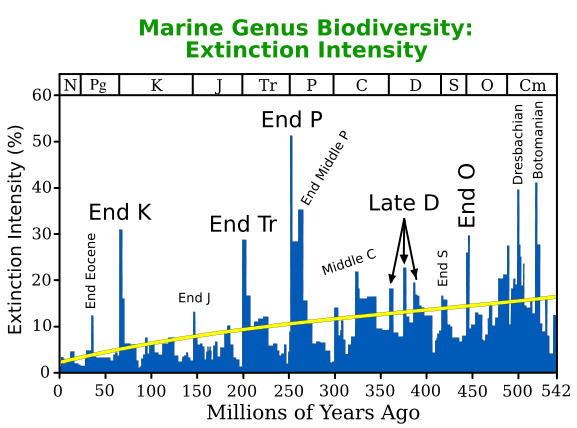 Marine Genus Biodiversity:
Extinction Intensity
N Pg K J Tr P C D S O Cm
Extinction Intensity (%)
60
50
40
30
20
10
0
End Eocene
End K
End J
End Tr
End P
End Middle P
Middle C
Late D
End S
End O
Dresbachian
Botomanian
0 50 100 150 200 250 300 350 400 450 500 542
Millions of Years Ago